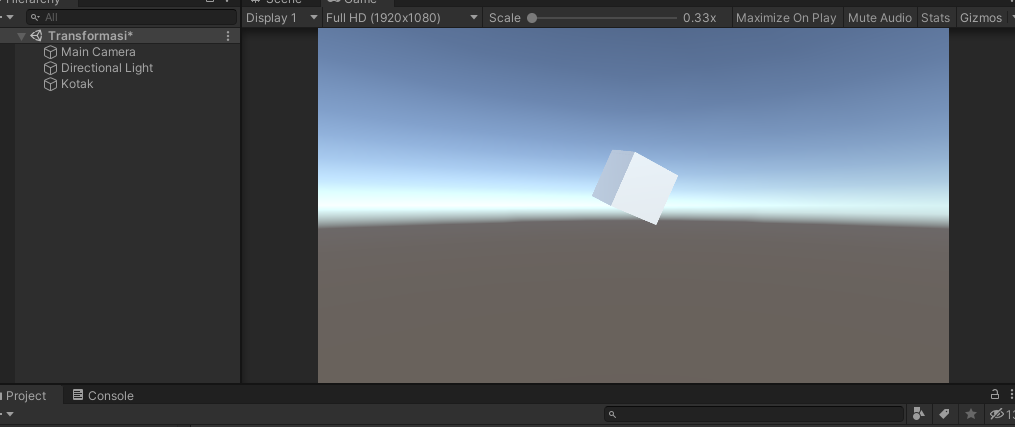 Hierarchy
Scene
Game
All
Display 1
Full HD (1920x1080)
Scale
0.33x
Maximize On Play
Mute Audio
Stats
Gizmos
Transformasi*
Main Camera
Directional Light
Kotak
Project
Console